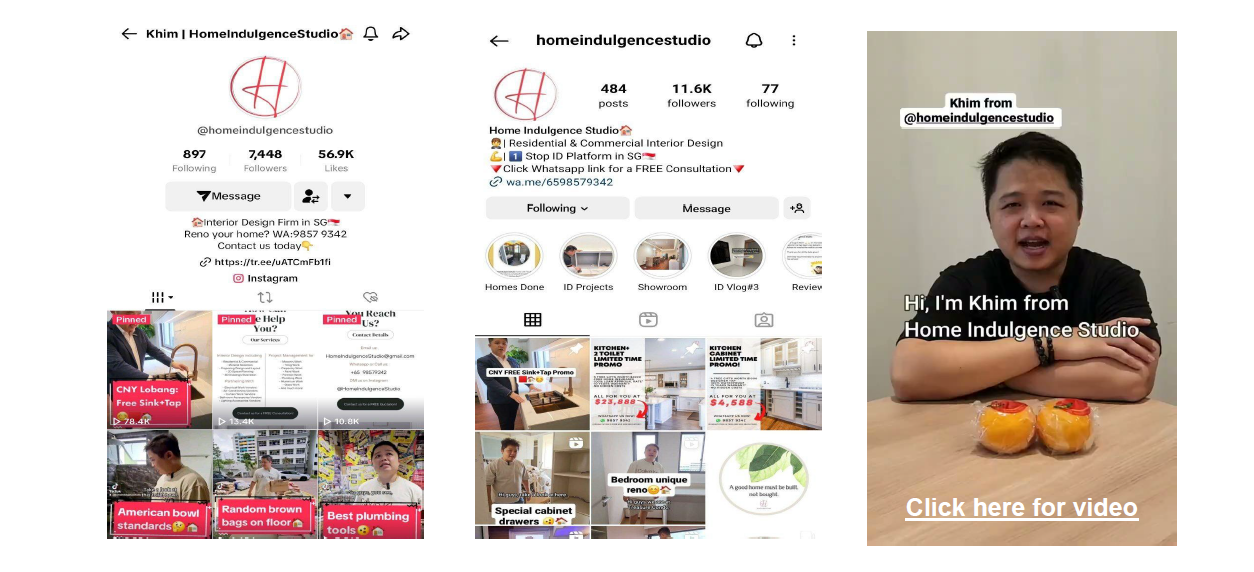 Khim | HomeIndulgenceStudio🏠
@homeindulgencestudio
897
Following
7,448
Followers
56.9K
Likes
Message
🏠Interior Design Firm in SG🇸🇬
Reno your home? WA:9857 9342
Contact us today👇
https://tr.ee/uATCmFb1fi
Instagram
Pinned
CNY Lobang:
Free Sink+Tap
78.4K
Pinned
e Help
You?
Our Services
13.4K
Pinned
You Reach
Us?
Contact Details
HomeindulgenceStudio@gmail.com
@HomeIndulgenceStudio
10.8K
American bowl
standards🤔🏠
Random brown
bags on floor🏠
Best plumbing
tools
homeindulgencestudio
484
posts
11.6K
followers
77
following
Home Indulgence Studio🏠
| Residential & Commercial Interior Design
💪| 1️⃣ Stop ID Platform in SG🇸🇬
🔻Click Whatsapp link for a FREE Consultation🔻
wa.me/6598579342
Following
Message
Homes Done
ID Projects
Showroom
ID Vlog#3
Review
CNY FREE Sink+Tap Promo
KITCHEN+
2 TOILET
LIMITED TIME
PROMO!
ALL FOR YOU AT
$23,888
KITCHEN
CABINET
LIMITED TIME
PROMO!
ALL FOR YOU AT
$4,588
Special cabinet
drawers
Bedroom unique
reno
A good home must be built,
not bought.
Khim from
@homeindulgencestudio
Hi, I'm Khim from
Home Indulgence Studio
Click here for video